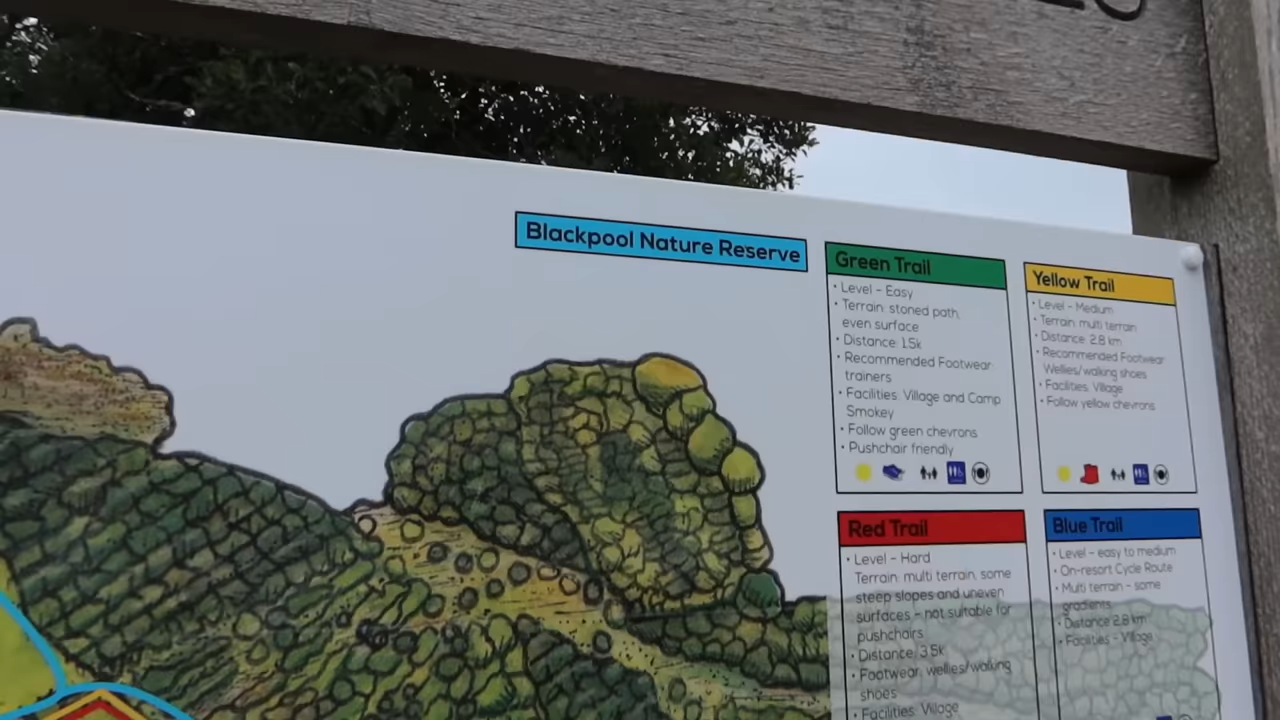 Blackpool Nature Reserve
Green Trail
• Level - Easy
• Terrain: stoned path,
even surface
• Distance: 1.5k
• Recommended Footwear:
trainers
• Facilities: Village and Camp
Smokey
• Follow green chevrons
• Pushchair friendly
Yellow Trail
• Level - Medium
• Terrain: multi terrain
• Distance: 2.8 km
• Recommended Footwear:
Wellies/walking shoes
• Facilities: Village
• Follow yellow chevrons
Red Trail
• Level - Hard
Terrain: multi terrain, some
steep slopes and uneven
surfaces - not suitable for
pushchairs
• Distance: 3.5k
• Footwear: wellies/walking
shoes
• Facilities: Village
Blue Trail
• Level - easy to medium
• On-resort Cycle Route
• Multi terrain - some
gradients
• Distance 2.8 km
• Facilities - Village